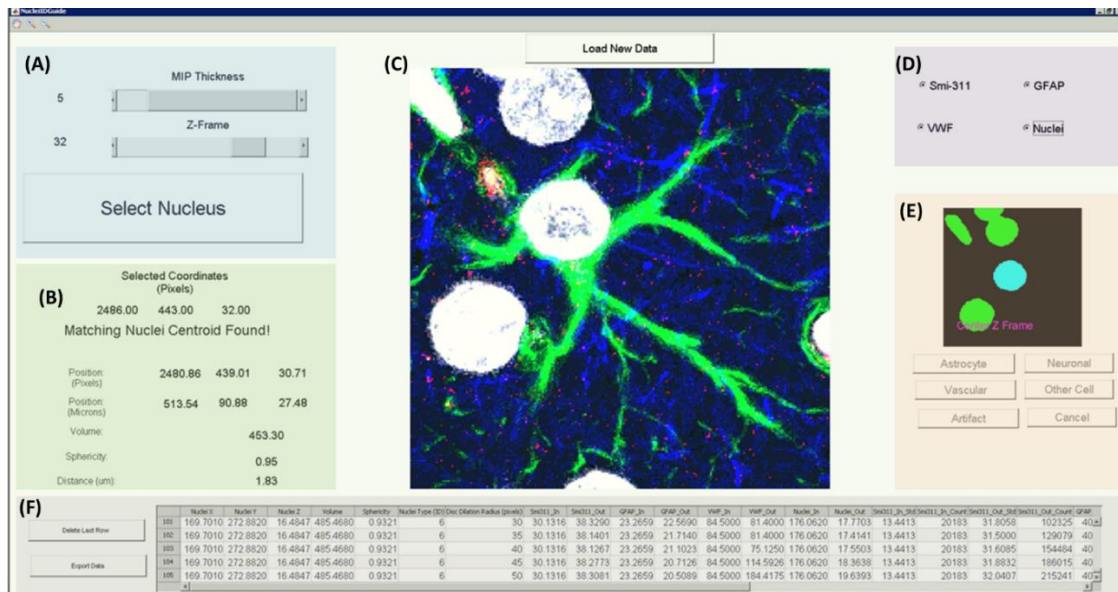 NucleiIDGuide
Load New Data
(A)
MIP Thickness
5
Z-Frame
32
Select Nucleus
(B)
Selected Coordinates
(Pixels)
2486.00 443.00 32.00
Matching Nuclei Centroid Found!
Position: 2480.86 439.01 30.71
(Pixels)
Position: 513.54 90.88 27.48
(Microns)
Volume: 453.30
Sphericity: 0.95
Distance (um): 1.83
(C)
(D)
Smi-311 GFAP
VWF Nuclei
(E)
Z Frame
Astrocyte Neuronal
Vascular Other Cell
Artifact Cancel
(F)
Delete Last Row
Export Data
Nuclei X Nuclei Y Nuclei Z Volume Sphericity Nuclei Type (ID) Disc Dilation Radius (pixels) Smi311_In Smi311_Out GFAP_In GFAP_Out VWF_In VWF_Out Nuclei_In Nuclei_Out Smi311_In_Std Smi311_In_Count Smi311_Out_Std Smi311_Out_Count GFAP
101 169.7010 272.8820 16.4847 485.4680 0.9321 6 30 30.1316 38.3290 23.2659 22.5690 84.5000 81.4000 176.0620 17.7703 13.4413 20183 31.8058 102325 40
102 169.7010 272.8820 16.4847 485.4680 0.9321 6 35 30.1316 38.1401 23.2659 21.7140 84.5000 81.4000 176.0620 17.4141 13.4413 20183 31.5000 129079 40
103 169.7010 272.8820 16.4847 485.4680 0.9321 6 40 30.1316 38.1267 23.2659 21.1023 84.5000 75.1250 176.0620 17.5503 13.4413 20183 31.6085 154484 40
104 169.7010 272.8820 16.4847 485.4680 0.9321 6 45 30.1316 38.2773 23.2659 20.7126 84.5000 114.5926 176.0620 18.3638 13.4413 20183 31.8832 186015 40
105 169.7010 272.8820 16.4847 485.4680 0.9321 6 50 30.1316 38.3081 23.2659 20.5089 84.5000 184.4175 176.0620 19.6393 13.4413 20183 32.0407 215241 40